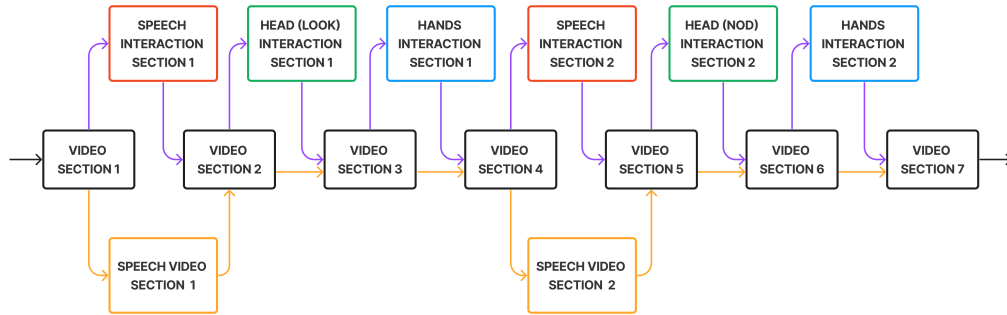 SPEECH
INTERACTION
SECTION 1
HEAD (LOOK)
INTERACTION
SECTION 1
HANDS
INTERACTION
SECTION 1
SPEECH
INTERACTION
SECTION 2
HEAD (NOD)
INTERACTION
SECTION 2
HANDS
INTERACTION
SECTION 2
VIDEO
SECTION 1
VIDEO
SECTION 2
VIDEO
SECTION 3
VIDEO
SECTION 4
VIDEO
SECTION 5
VIDEO
SECTION 6
VIDEO
SECTION 7
SPEECH VIDEO
SECTION 1
SPEECH VIDEO
SECTION 2